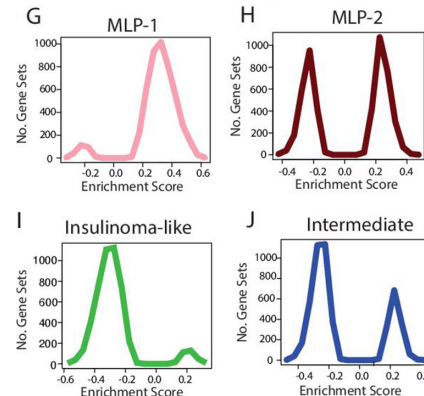 G
MLP-1
No. Gene Sets
1000
800
600
400
200
0
-0.2 0.0 0.2 0.4 0.6
Enrichment Score
H
MLP-2
No. Gene Sets
1000
800
600
400
200
0
-0.4 -0.2 0.0 0.2 0.4
Enrichment Score
I
Insulinoma-like
No. Gene Sets
1000
800
600
400
200
0
-0.6 -0.4 -0.2 0.0 0.2
Enrichment Score
J
Intermediate
No. Gene Sets
1000
800
600
400
200
0
-0.4 -0.2 0.0 0.2
Enrichment Score